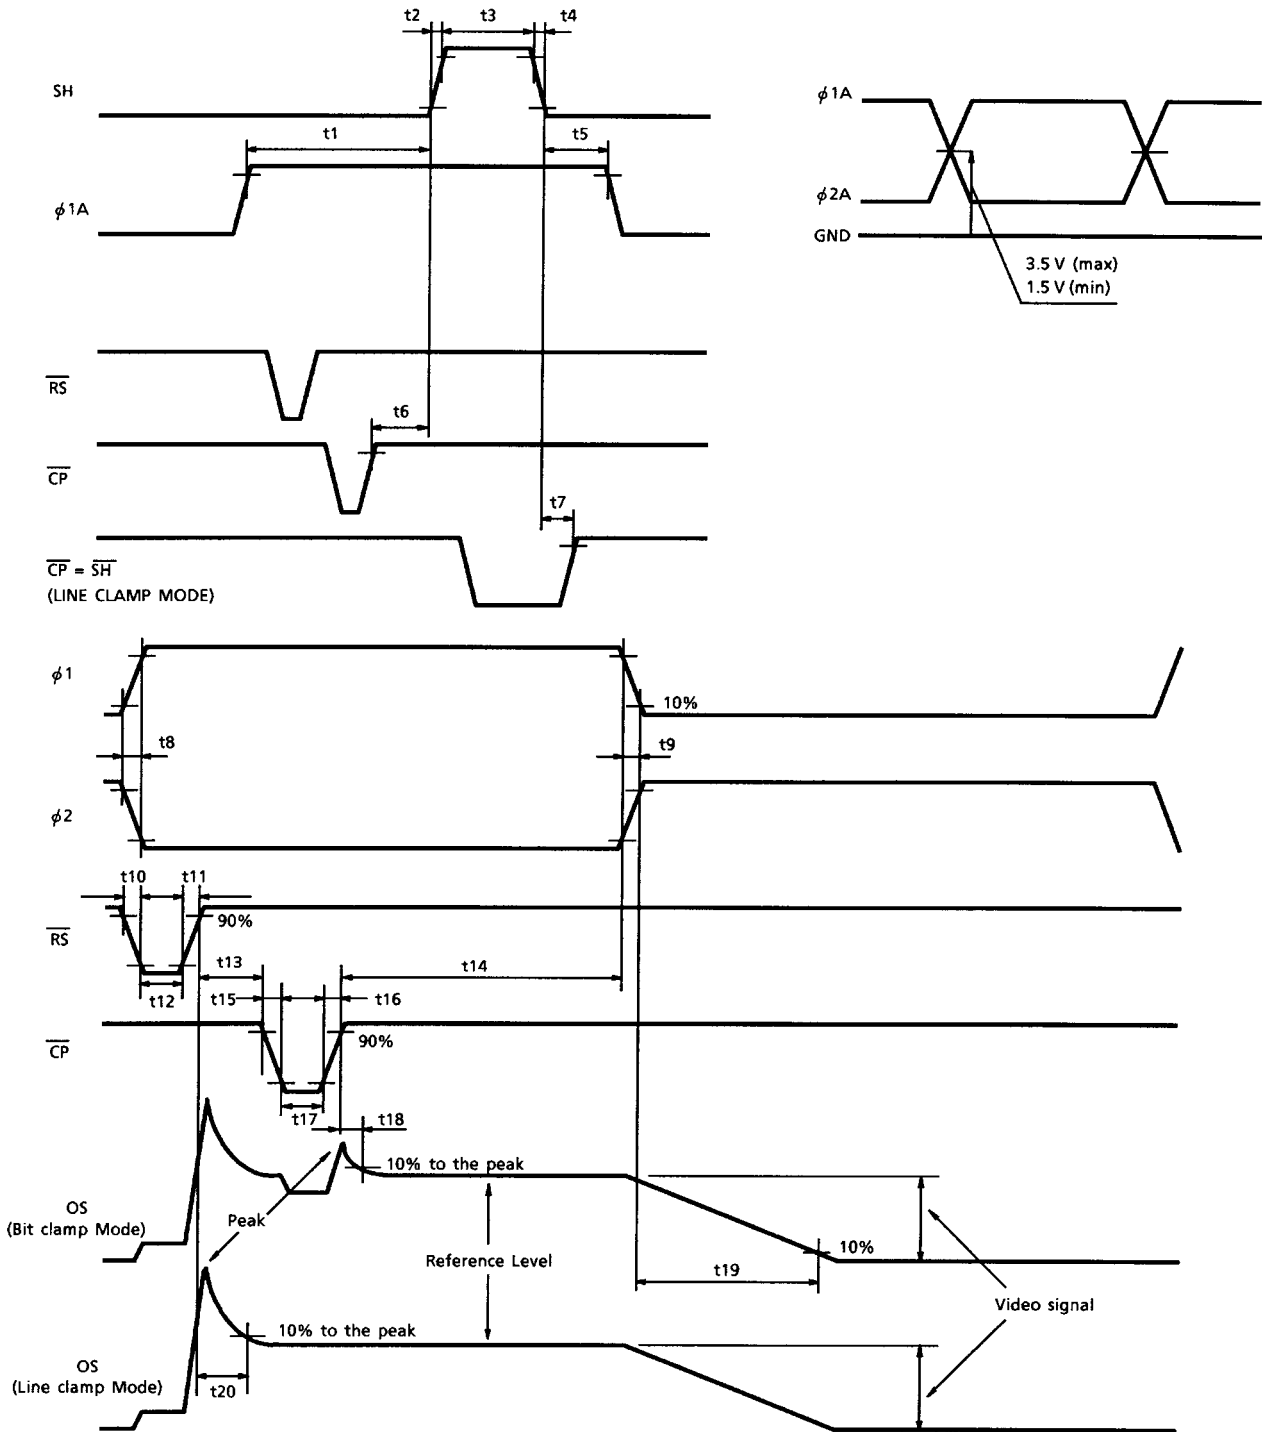 t2 t3 t4
SH
t1 t5
ϕ1A
ϕ1A
ϕ2A
GND
3.5 V (max)
1.5 V (min)
RS
t6
CP
t7
CP = SH
(LINE CLAMP MODE)
ϕ1
10%
t8 t9
ϕ2
t10 t11
90%
RS
t13 t14
t12 t15 t16
90%
CP
t17 t18
10% to the peak
OS
(Bit clamp Mode)
Peak
Reference Level
10%
t19
Video signal
10% to the peak
OS
(Line clamp Mode)
t20